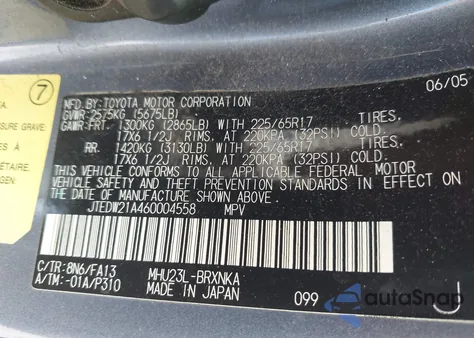 7
A.
SURE GRAVE:
ÉTAIRE.
06/05
MFD.BY:TOYOTA MOTOR CORPORATION
GVWR:2575KG (5675LB)
GAWR:FRT. 1300KG (2865LB) WITH 225/65R17 TIRES.
17X6 1/2J RIMS. AT 220KPA (32PSI) COLD.
RR. 1420KG (3130LB) WITH 225/65R17 TIRES.
17X6 1/2J RIMS, AT 220KPA (32PSI) COLD.
THIS VEHICLE CONFORMS TO ALL APPLICABLE FEDERAL MOTOR
VEHICLE SAFETY STANDARDS IN EFFECT ON
THE DATE OF MANUFACTURE SHOWN ABOVE.
JTEDW21A460004558 MPV
C/TR:8N6/FA13 MHU23L-BRXNKA
A/TM:-01A/P310 MADE IN JAPAN 099 J
AutoSnap